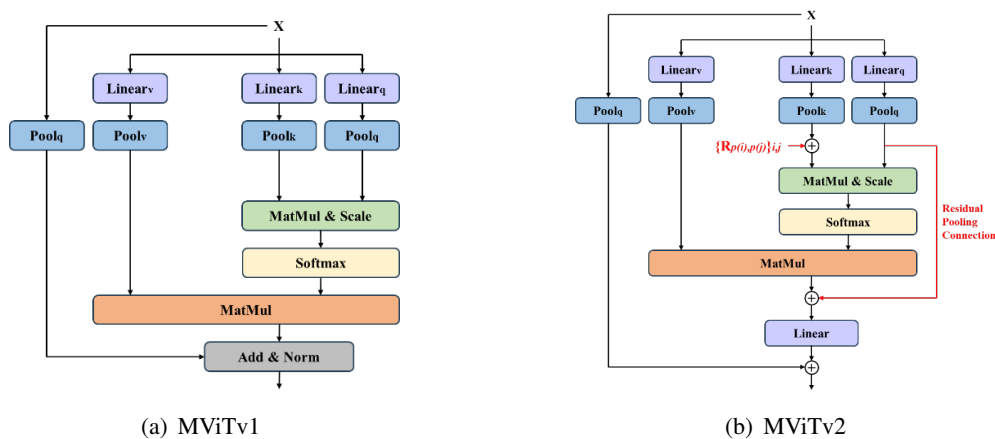 X
Linearv
Lineark
Linearq
Poolq
Poolv
Poolk
Poolq
MatMul & Scale
Softmax
MatMul
Add & Norm
(a) MViTv1
X
Linearv
Lineark
Linearq
Poolq
Poolv
Poolk
Poolq
{Rp(i),p(j)}i,j
MatMul & Scale
Softmax
Residual
Pooling
Connection
MatMul
Linear
(b) MViTv2